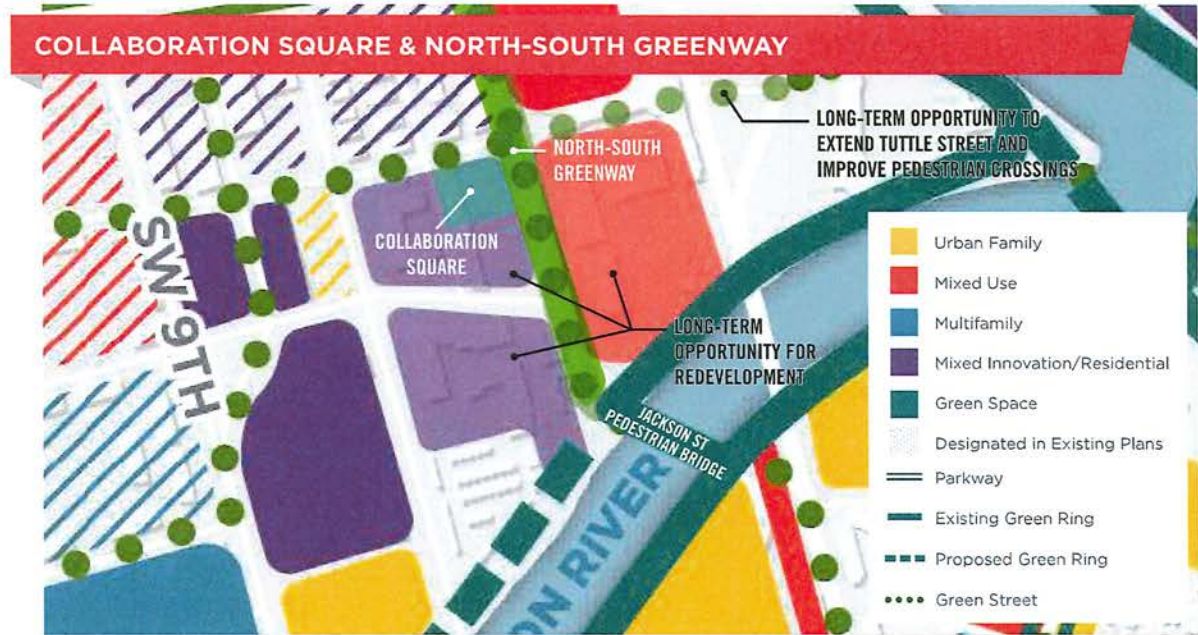 COLLABORATION SQUARE & NORTH-SOUTH GREENWAY
LONG-TERM OPPORTUNITY TO
EXTEND TUTTLE STREET AND
IMPROVE PEDESTRIAN CROSSINGS
NORTH-SOUTH
GREENWAY
COLLABORATION
SQUARE
SW 9TH
LONG-TERM
OPPORTUNITY FOR
REDEVELOPMENT
JACKSON ST
PEDESTRIAN BRIDGE
ON RIVER
Urban Family
Mixed Use
Multifamily
Mixed Innovation/Residential
Green Space
Designated in Existing Plans
Parkway
Existing Green Ring
Proposed Green Ring
Green Street